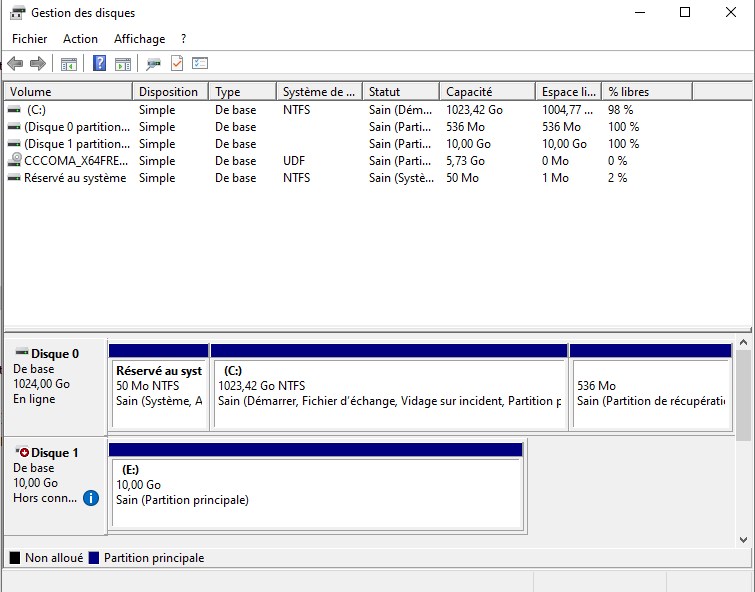 Gestion des disques
Fichier Action Affichage ?
Volume Disposition Type Système de ... Statut Capacité Espace li... % libres
(C:) Simple De base NTFS Sain (Dém... 1023,42 Go 1004,77 ... 98 %
(Disque 0 partition... Simple De base Sain (Parti... 536 Mo 536 Mo 100 %
(Disque 1 partition... Simple De base Sain (Parti... 10,00 Go 10,00 Go 100 %
CCCOMA_X64FRE... Simple De base UDF Sain (Parti... 5,73 Go 0 Mo 0 %
Réservé au système Simple De base NTFS Sain (Systè... 50 Mo 1 Mo 2 %
Disque 0
De base
1024,00 Go
En ligne
Réservé au syst
50 Mo NTFS
Sain (Système, A
(C:)
1023,42 Go NTFS
Sain (Démarrer, Fichier d'échange, Vidage sur incident, Partition p
536 Mo
Sain (Partition de récupératio
Disque 1
De base
10,00 Go
Hors conn...
(E:)
10,00 Go
Sain (Partition principale)
Non alloué Partition principale